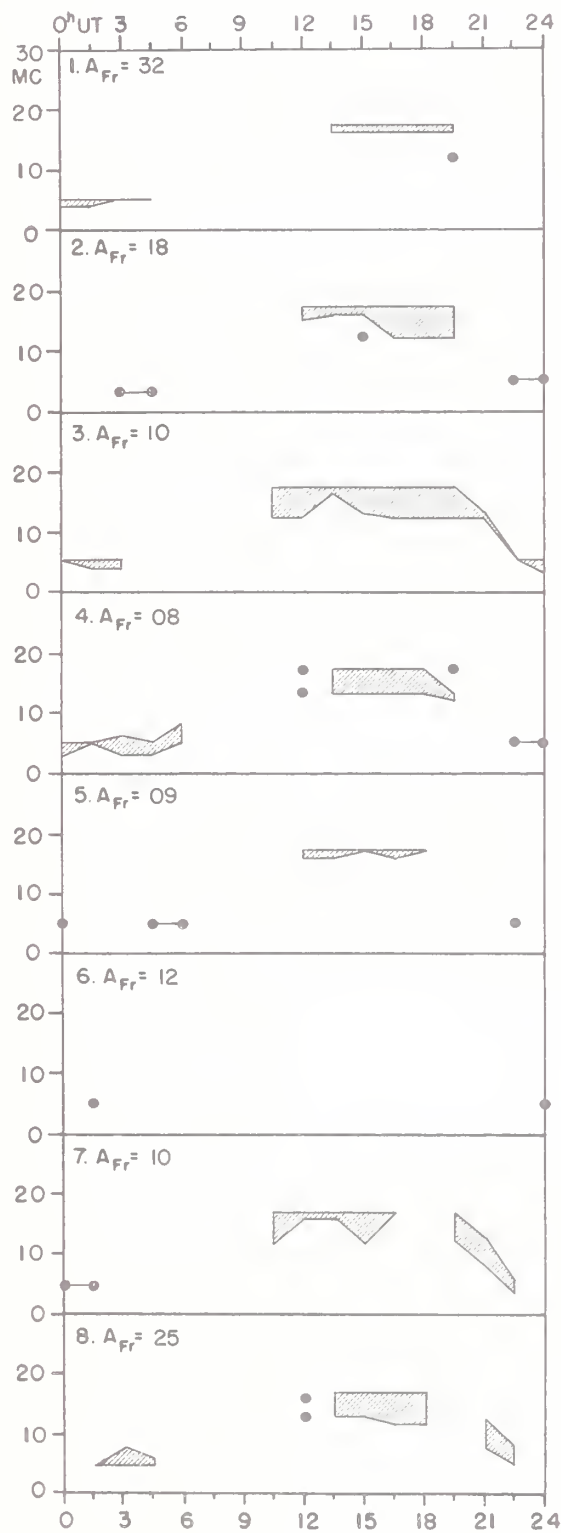 0ʰ UT 3 6 9 12 15 18 21 24
30
MC
1. A_Fr = 32
20
10
0
2. A_Fr = 18
20
10
0
3. A_Fr = 10
20
10
0
4. A_Fr = 08
20
10
0
5. A_Fr = 09
20
10
0
6. A_Fr = 12
20
10
0
7. A_Fr = 10
20
10
0
8. A_Fr = 25
20
10
0
0 3 6 9 12 15 18 21 24